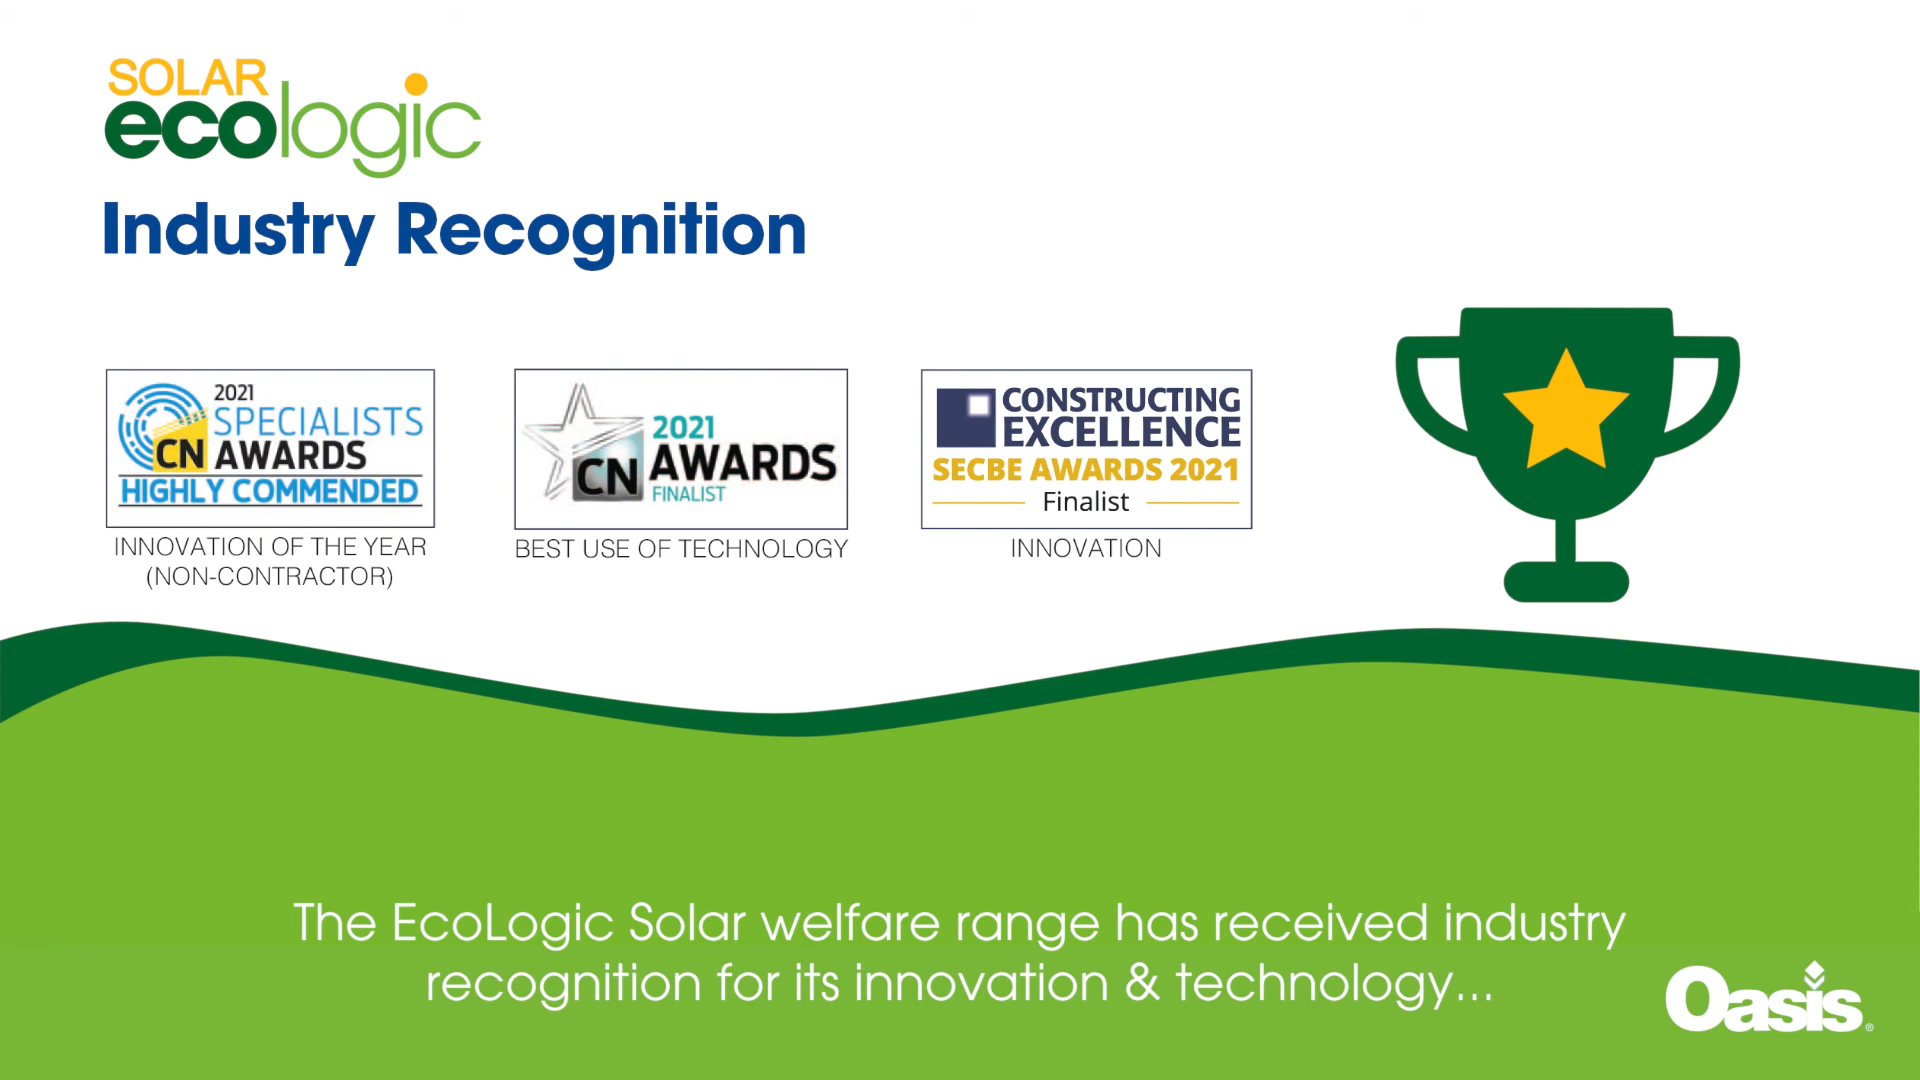 SOLAR
ecologic
Industry Recognition
2021
SPECIALISTS
CN AWARDS
HIGHLY COMMENDED
INNOVATION OF THE YEAR
(NON-CONTRACTOR)
2021
CN AWARDS
FINALIST
BEST USE OF TECHNOLOGY
CONSTRUCTING
EXCELLENCE
SECBE AWARDS 2021
Finalist
INNOVATION
The EcoLogic Solar welfare range has received industry
recognition for its innovation & technology...
Oasis®